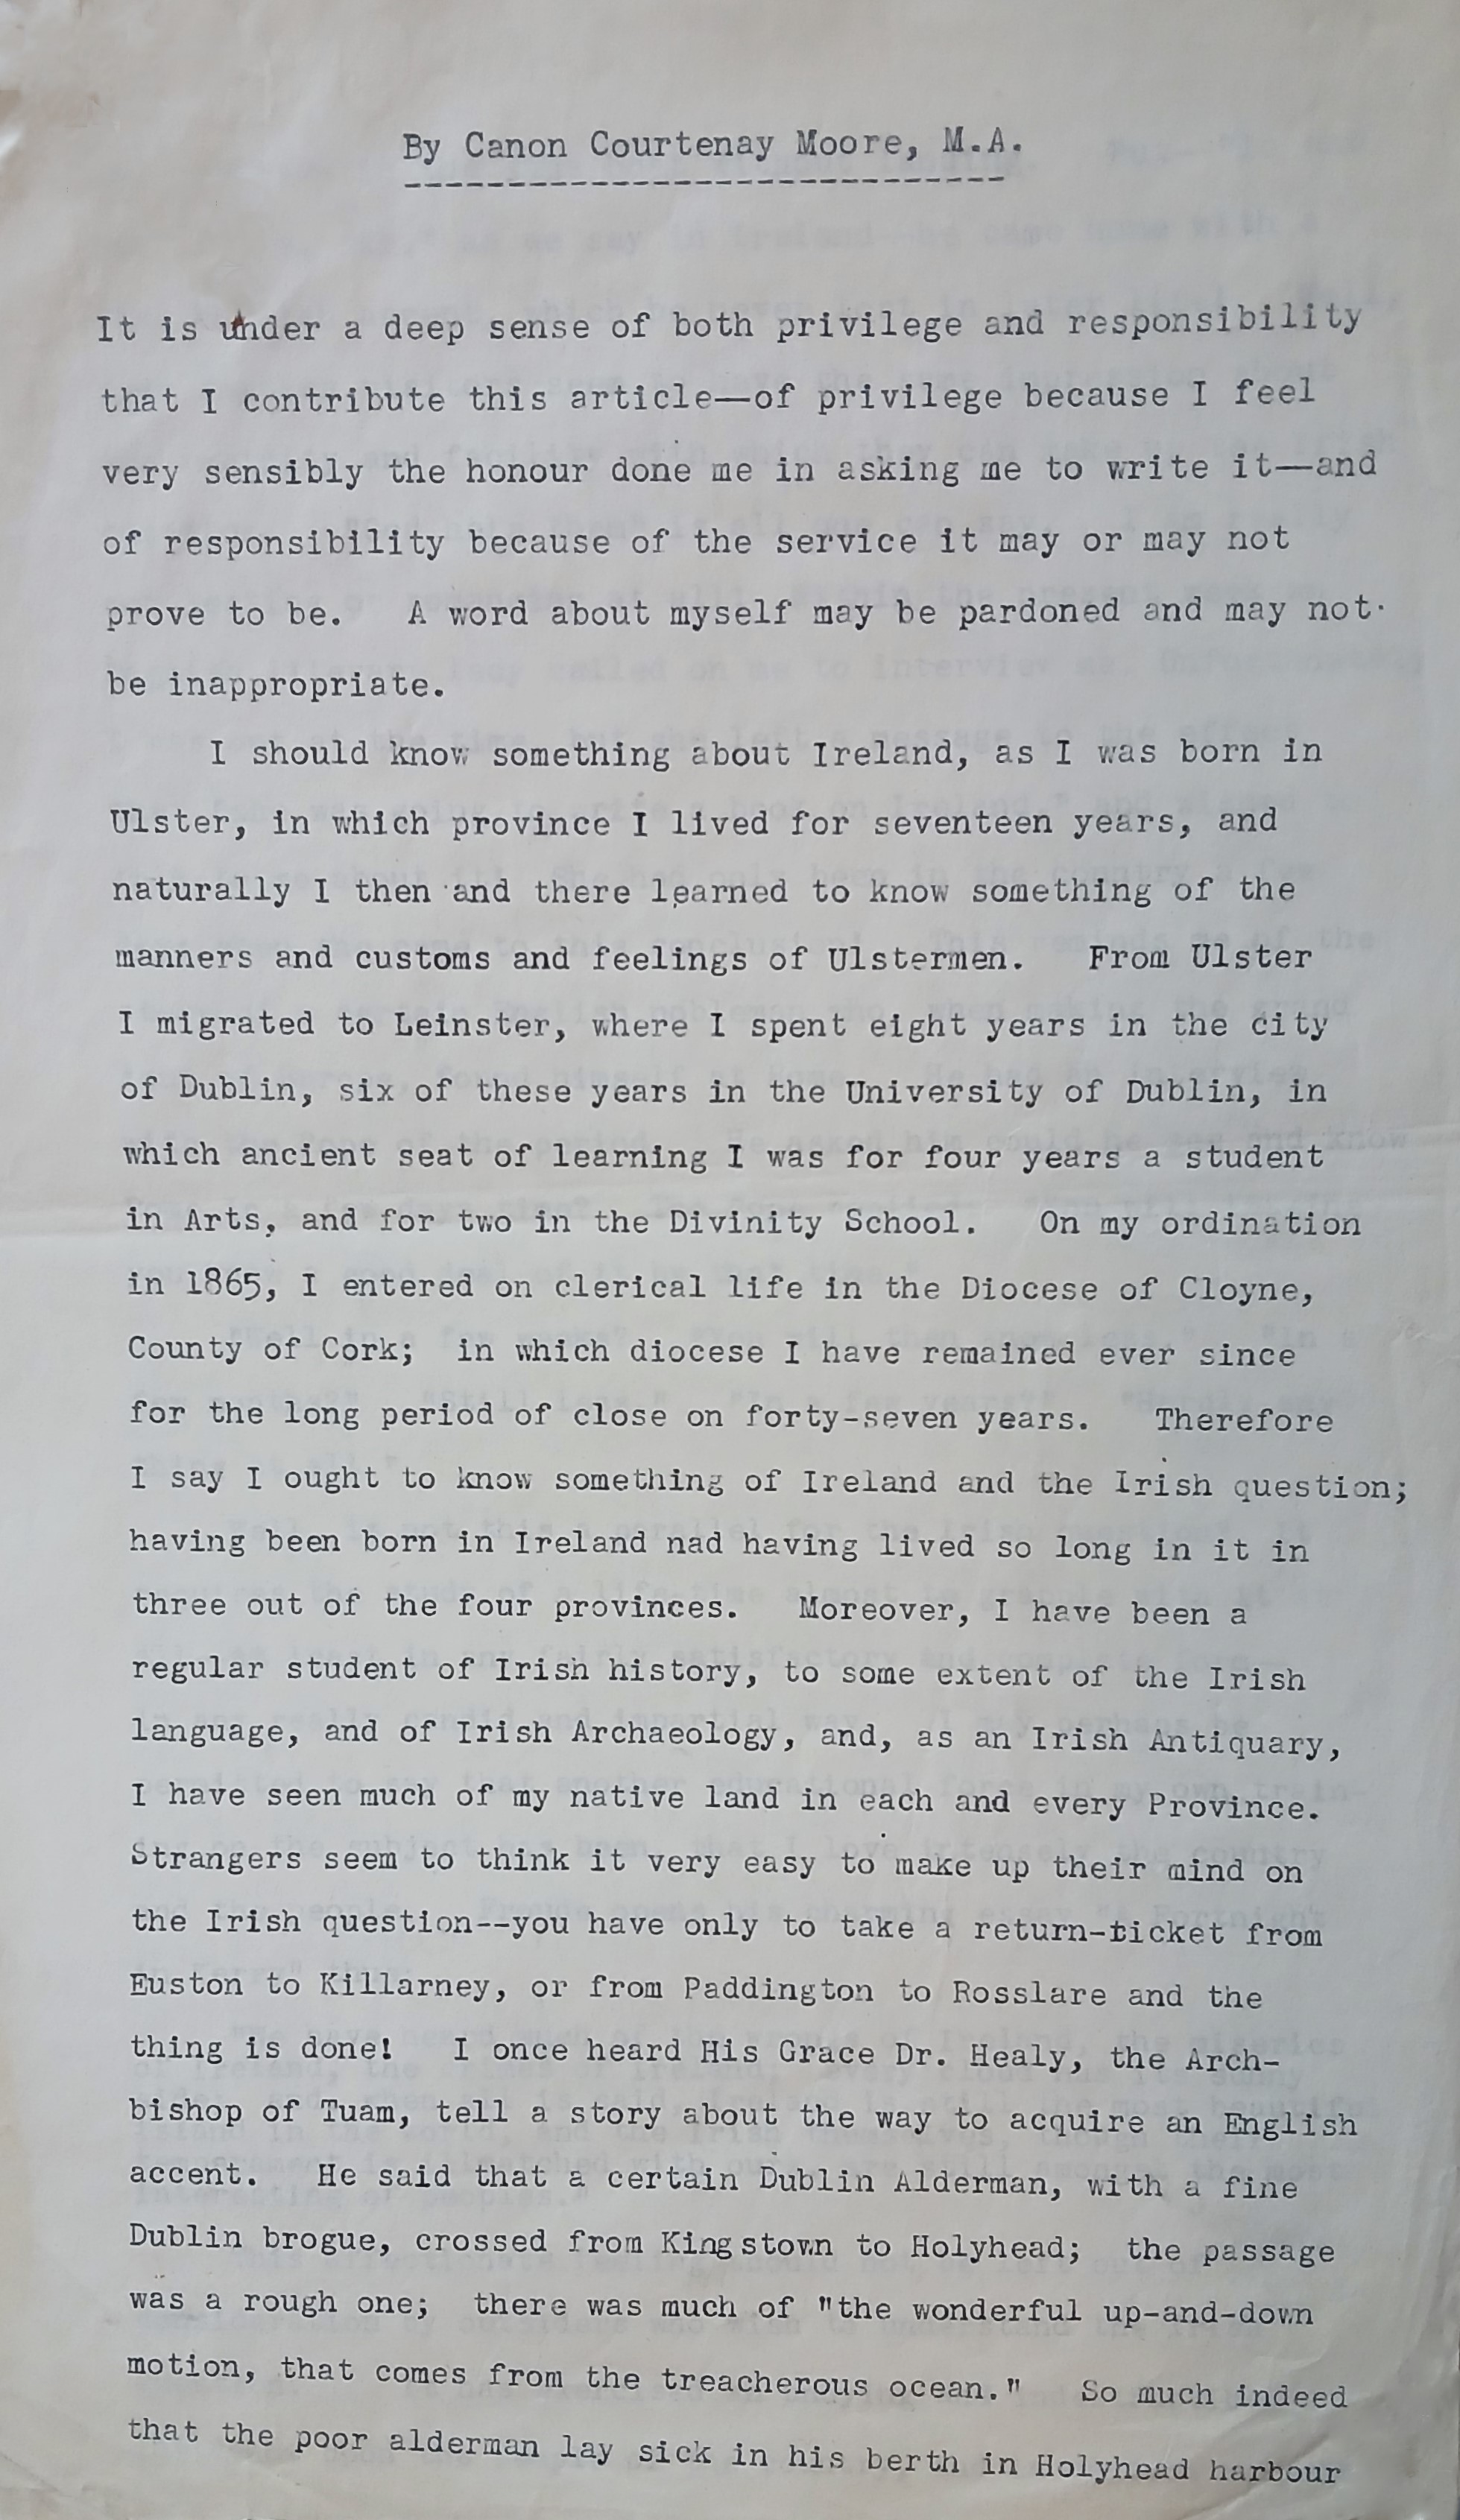 By Canon Courtenay Moore, M.A.
------------------------------
It is under a deep sense of both privilege and responsibility
that I contribute this article—of privilege because I feel
very sensibly the honour done me in asking me to write it—and
of responsibility because of the service it may or may not
prove to be. A word about myself may be pardoned and may not
be inappropriate.
I should know something about Ireland, as I was born in
Ulster, in which province I lived for seventeen years, and
naturally I then and there learned to know something of the
manners and customs and feelings of Ulstermen. From Ulster
I migrated to Leinster, where I spent eight years in the city
of Dublin, six of these years in the University of Dublin, in
which ancient seat of learning I was for four years a student
in Arts, and for two in the Divinity School. On my ordination
in 1865, I entered on clerical life in the Diocese of Cloyne,
County of Cork; in which diocese I have remained ever since
for the long period of close on forty-seven years. Therefore
I say I ought to know something of Ireland and the Irish question;
having been born in Ireland nad having lived so long in it in
three out of the four provinces. Moreover, I have been a
regular student of Irish history, to some extent of the Irish
language, and of Irish Archaeology, and, as an Irish Antiquary,
I have seen much of my native land in each and every Province.
Strangers seem to think it very easy to make up their mind on
the Irish question--you have only to take a return-ticket from
Euston to Killarney, or from Paddington to Rosslare and the
thing is done! I once heard His Grace Dr. Healy, the Arch-
bishop of Tuam, tell a story about the way to acquire an English
accent. He said that a certain Dublin Alderman, with a fine
Dublin brogue, crossed from Kingstown to Holyhead; the passage
was a rough one; there was much of "the wonderful up-and-down
motion, that comes from the treacherous ocean." So much indeed
that the poor alderman lay sick in his berth in Holyhead harbour